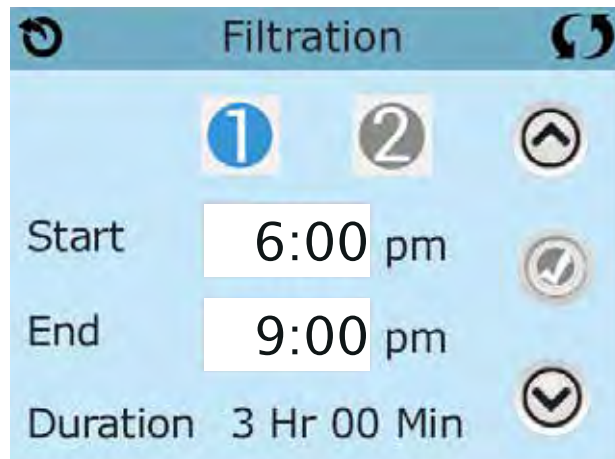 Filtration
1 2
Start 6:00 pm
End 9:00 pm
Duration 3 Hr 00 Min